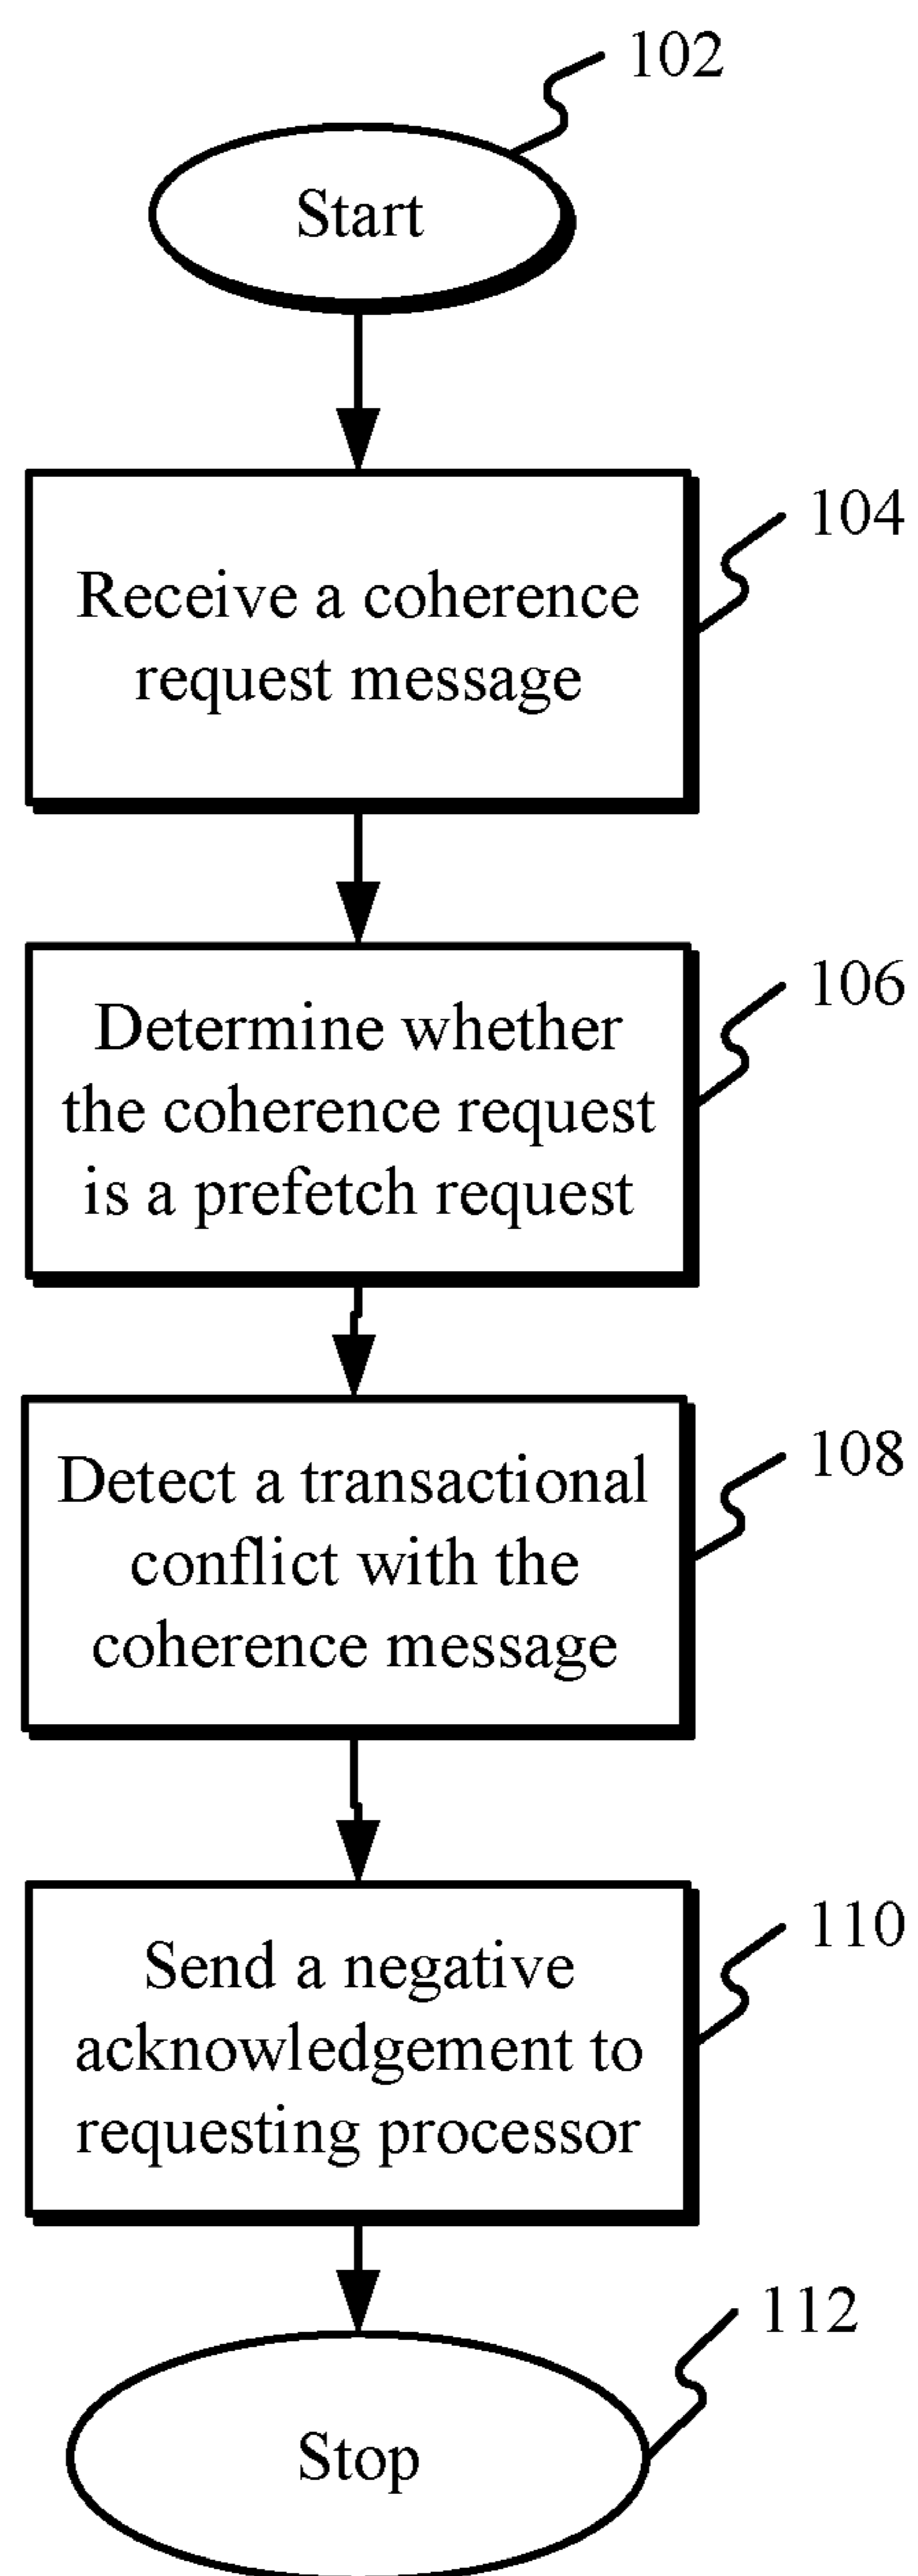 102
Start
104
Receive a coherence
request message
106
Determine whether
the coherence request
is a prefetch request
108
Detect a transactional
conflict with the
coherence message
110
Send a negative
acknowledgement to
requesting processor
112
Stop